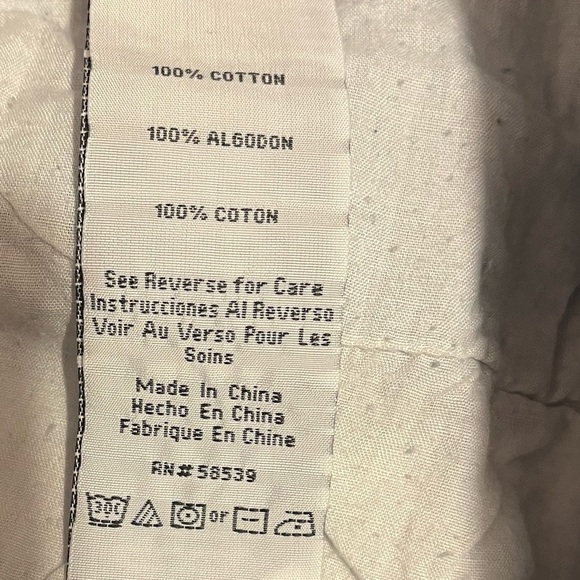 100% COTTON
100% ALGODON
100% COTON
See Reverse for Care
Instrucciones Al Reverso
Voir Au Verso Pour Les
Soins
Made In China
Hecho En China
Fabrique En Chine
RN#58539
30C or